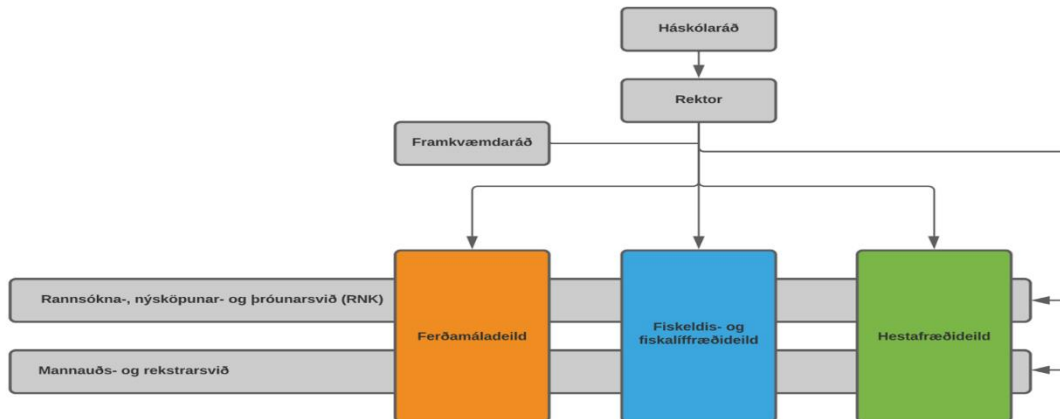 Háskólaráð
Rektor
Framkvæmdaráð
Rannsókna-, nýsköpunar- og þróunarsvið (RNK)
Mannauðs- og rekstrarsvið
Ferðamáladeild
Fiskeldis- og
fiskalíffræðideild
Hestafræðideild